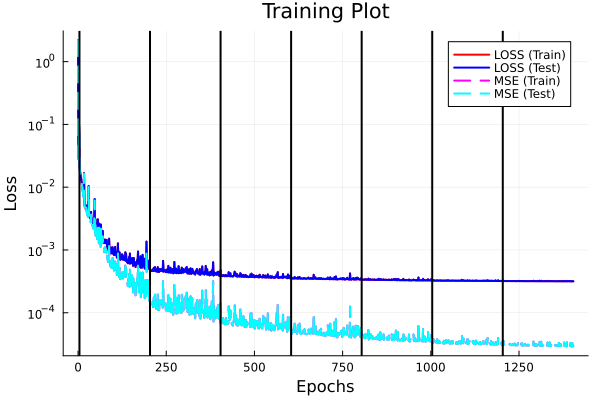 Training Plot
LOSS (Train)
LOSS (Test)
MSE (Train)
MSE (Test)
10⁰
10⁻¹
10⁻²
10⁻³
10⁻⁴
Loss
0
250
500
750
1000
1250
Epochs